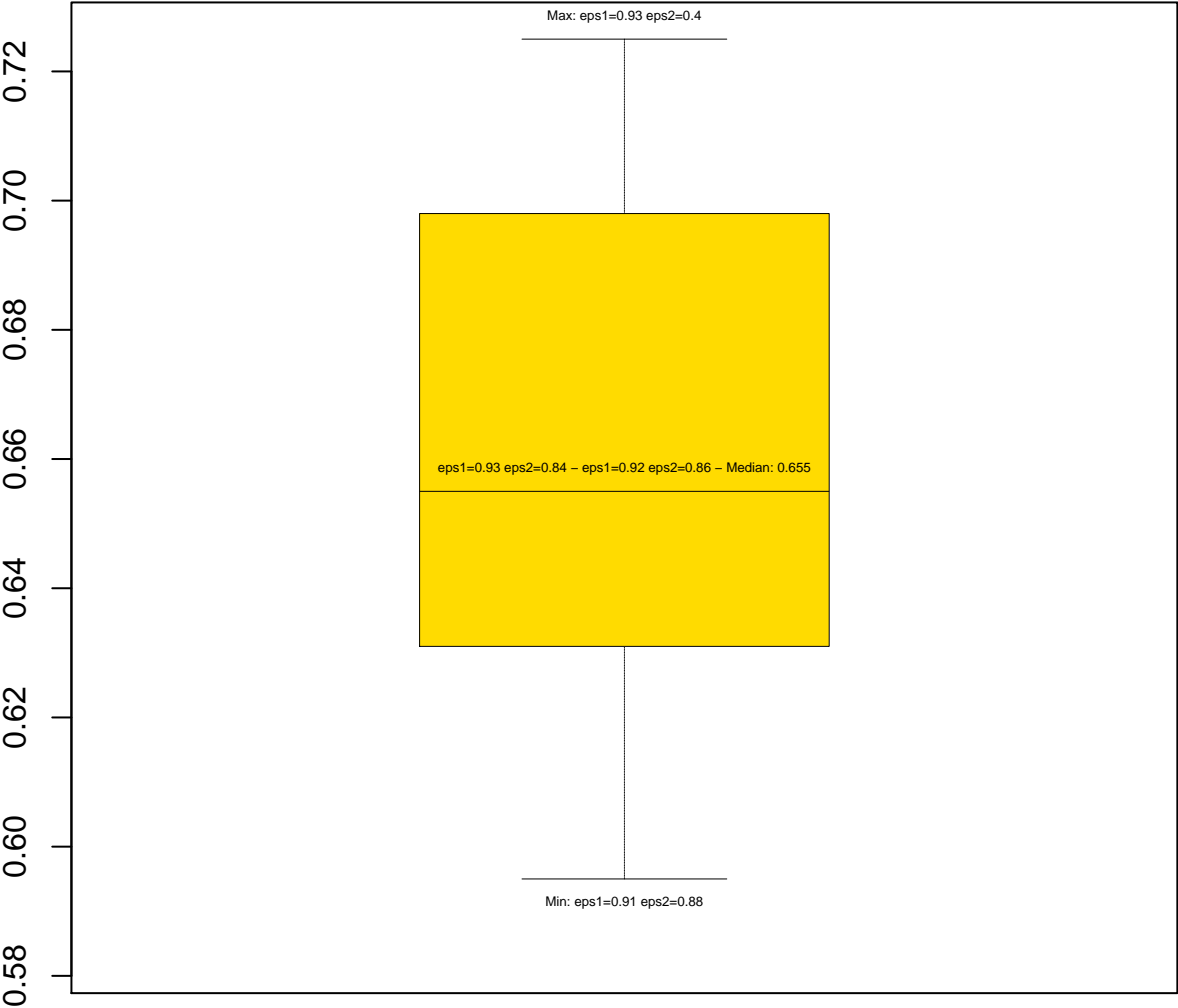 Max: eps1=0.93 eps2=0.4
0.72
0.70
0.68
0.66
eps1=0.93 eps2=0.84 – eps1=0.92 eps2=0.86 – Median: 0.655
0.64
0.62
0.60
Min: eps1=0.91 eps2=0.88
0.58